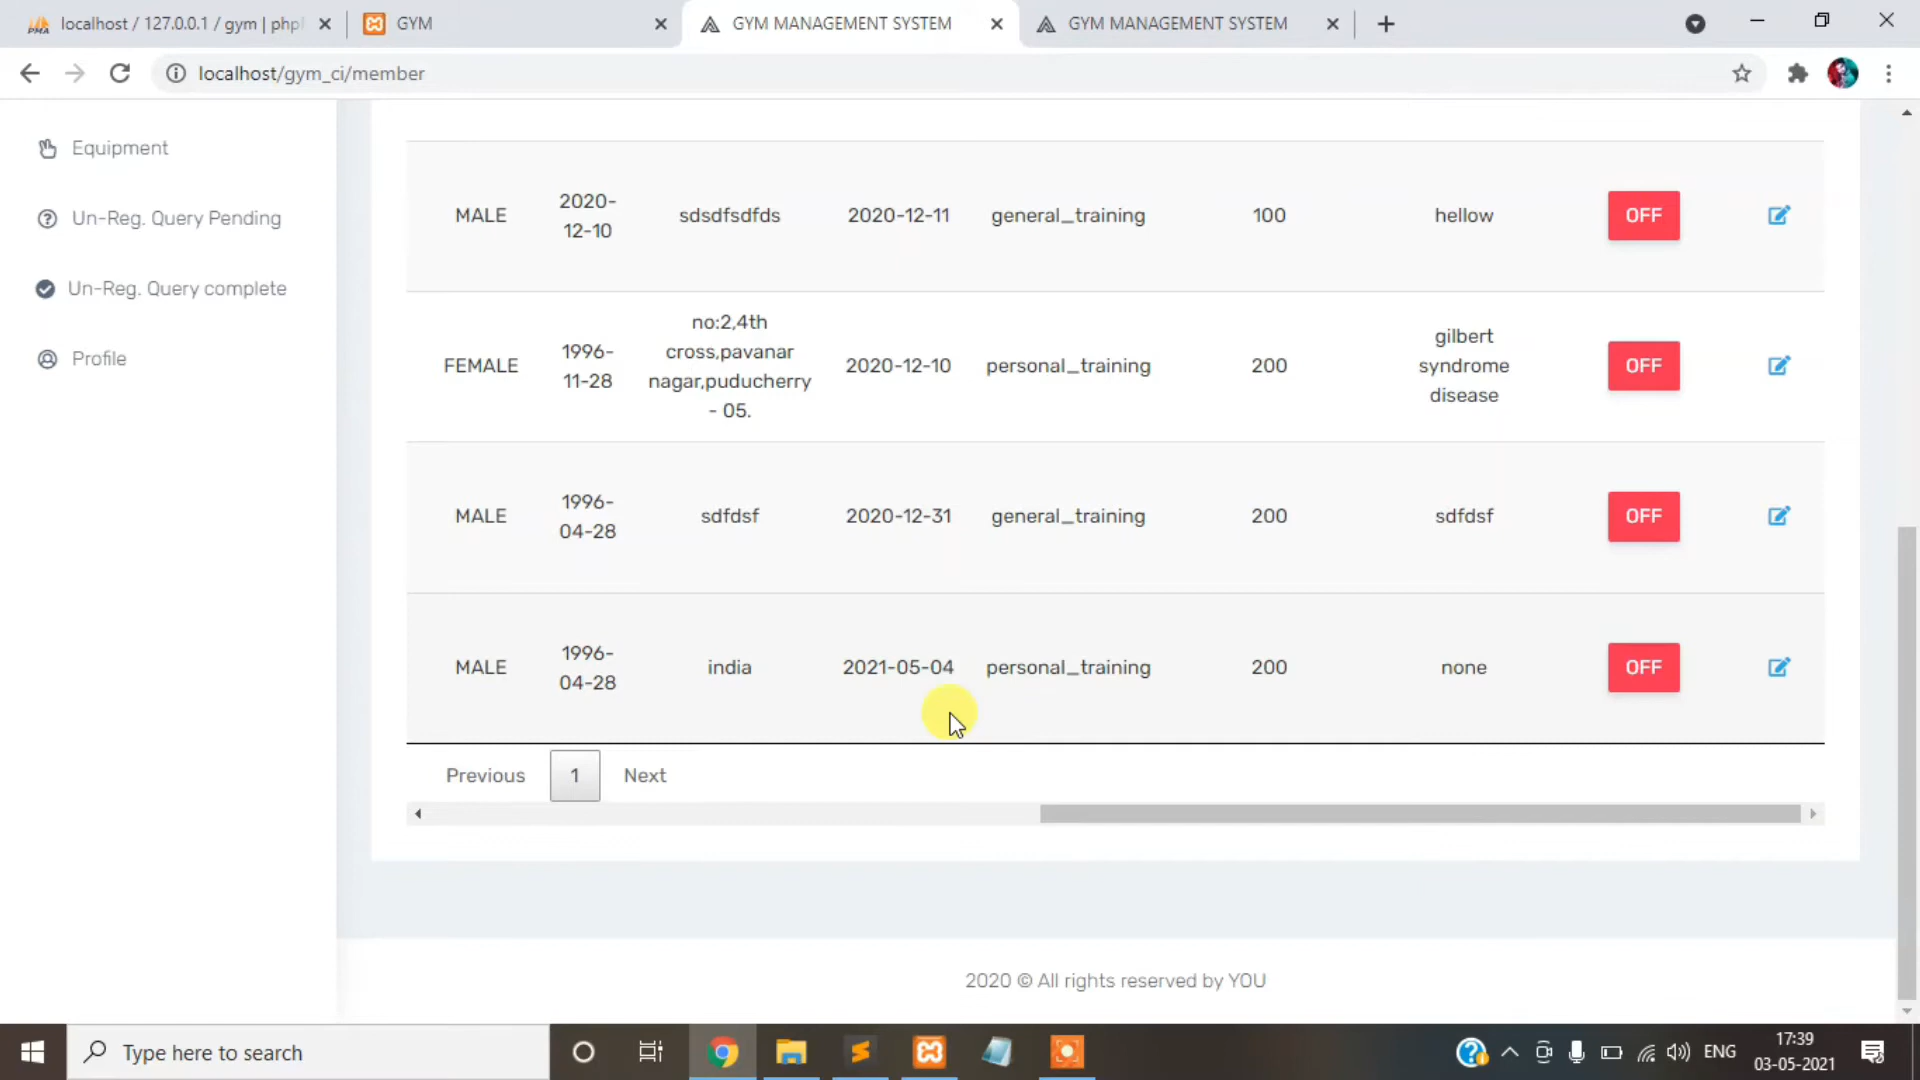 localhost / 127.0.0.1 / gym | php
GYM
GYM MANAGEMENT SYSTEM
GYM MANAGEMENT SYSTEM
localhost/gym_ci/member
Equipment
Un-Reg. Query Pending
Un-Reg. Query complete
Profile
MALE
2020-
12-10
sdsdfsdfds
2020-12-11
general_training
100
hellow
OFF
FEMALE
1996-
11-28
no:2,4th
cross,pavanar
nagar,puducherry
- 05.
2020-12-10
personal_training
200
gilbert
syndrome
disease
OFF
MALE
1996-
04-28
sdfdsf
2020-12-31
general_training
200
sdfdsf
OFF
MALE
1996-
04-28
india
2021-05-04
personal_training
200
none
OFF
Previous
1
Next
2020 © All rights reserved by YOU
Type here to search
ENG
17:39
03-05-2021